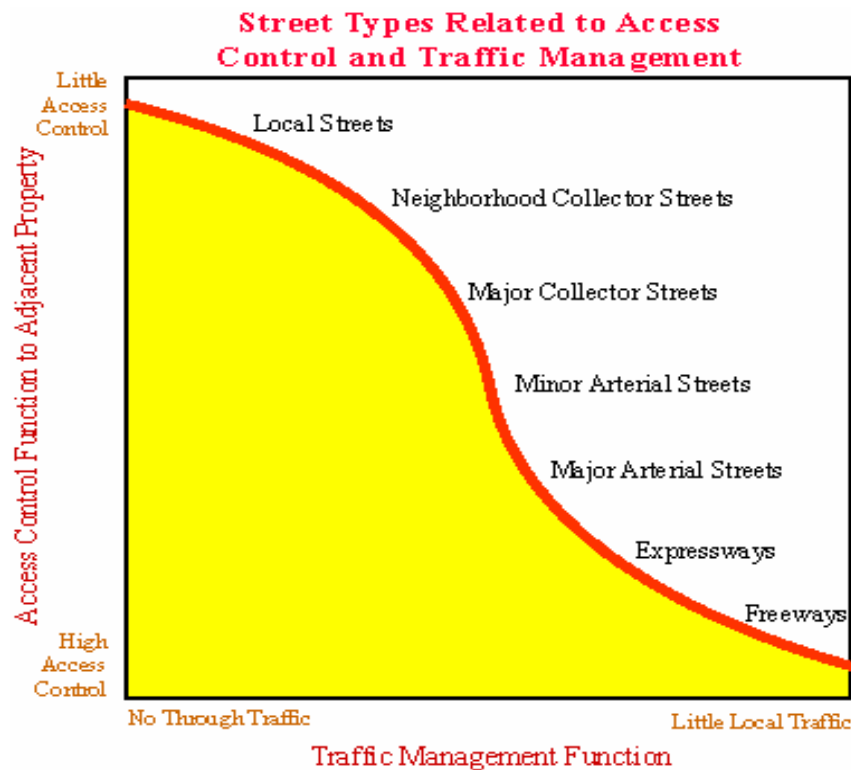 Street Types Related to Access
Control and Traffic Management
Little
Access
Control
Local Streets
Neighborhood Collector Streets
Major Collector Streets
Minor Arterial Streets
Major Arterial Streets
Expressways
Freeways
Access Control Function to Adjacent Property
High
Access
Control
No Through Traffic
Little Local Traffic
Traffic Management Function